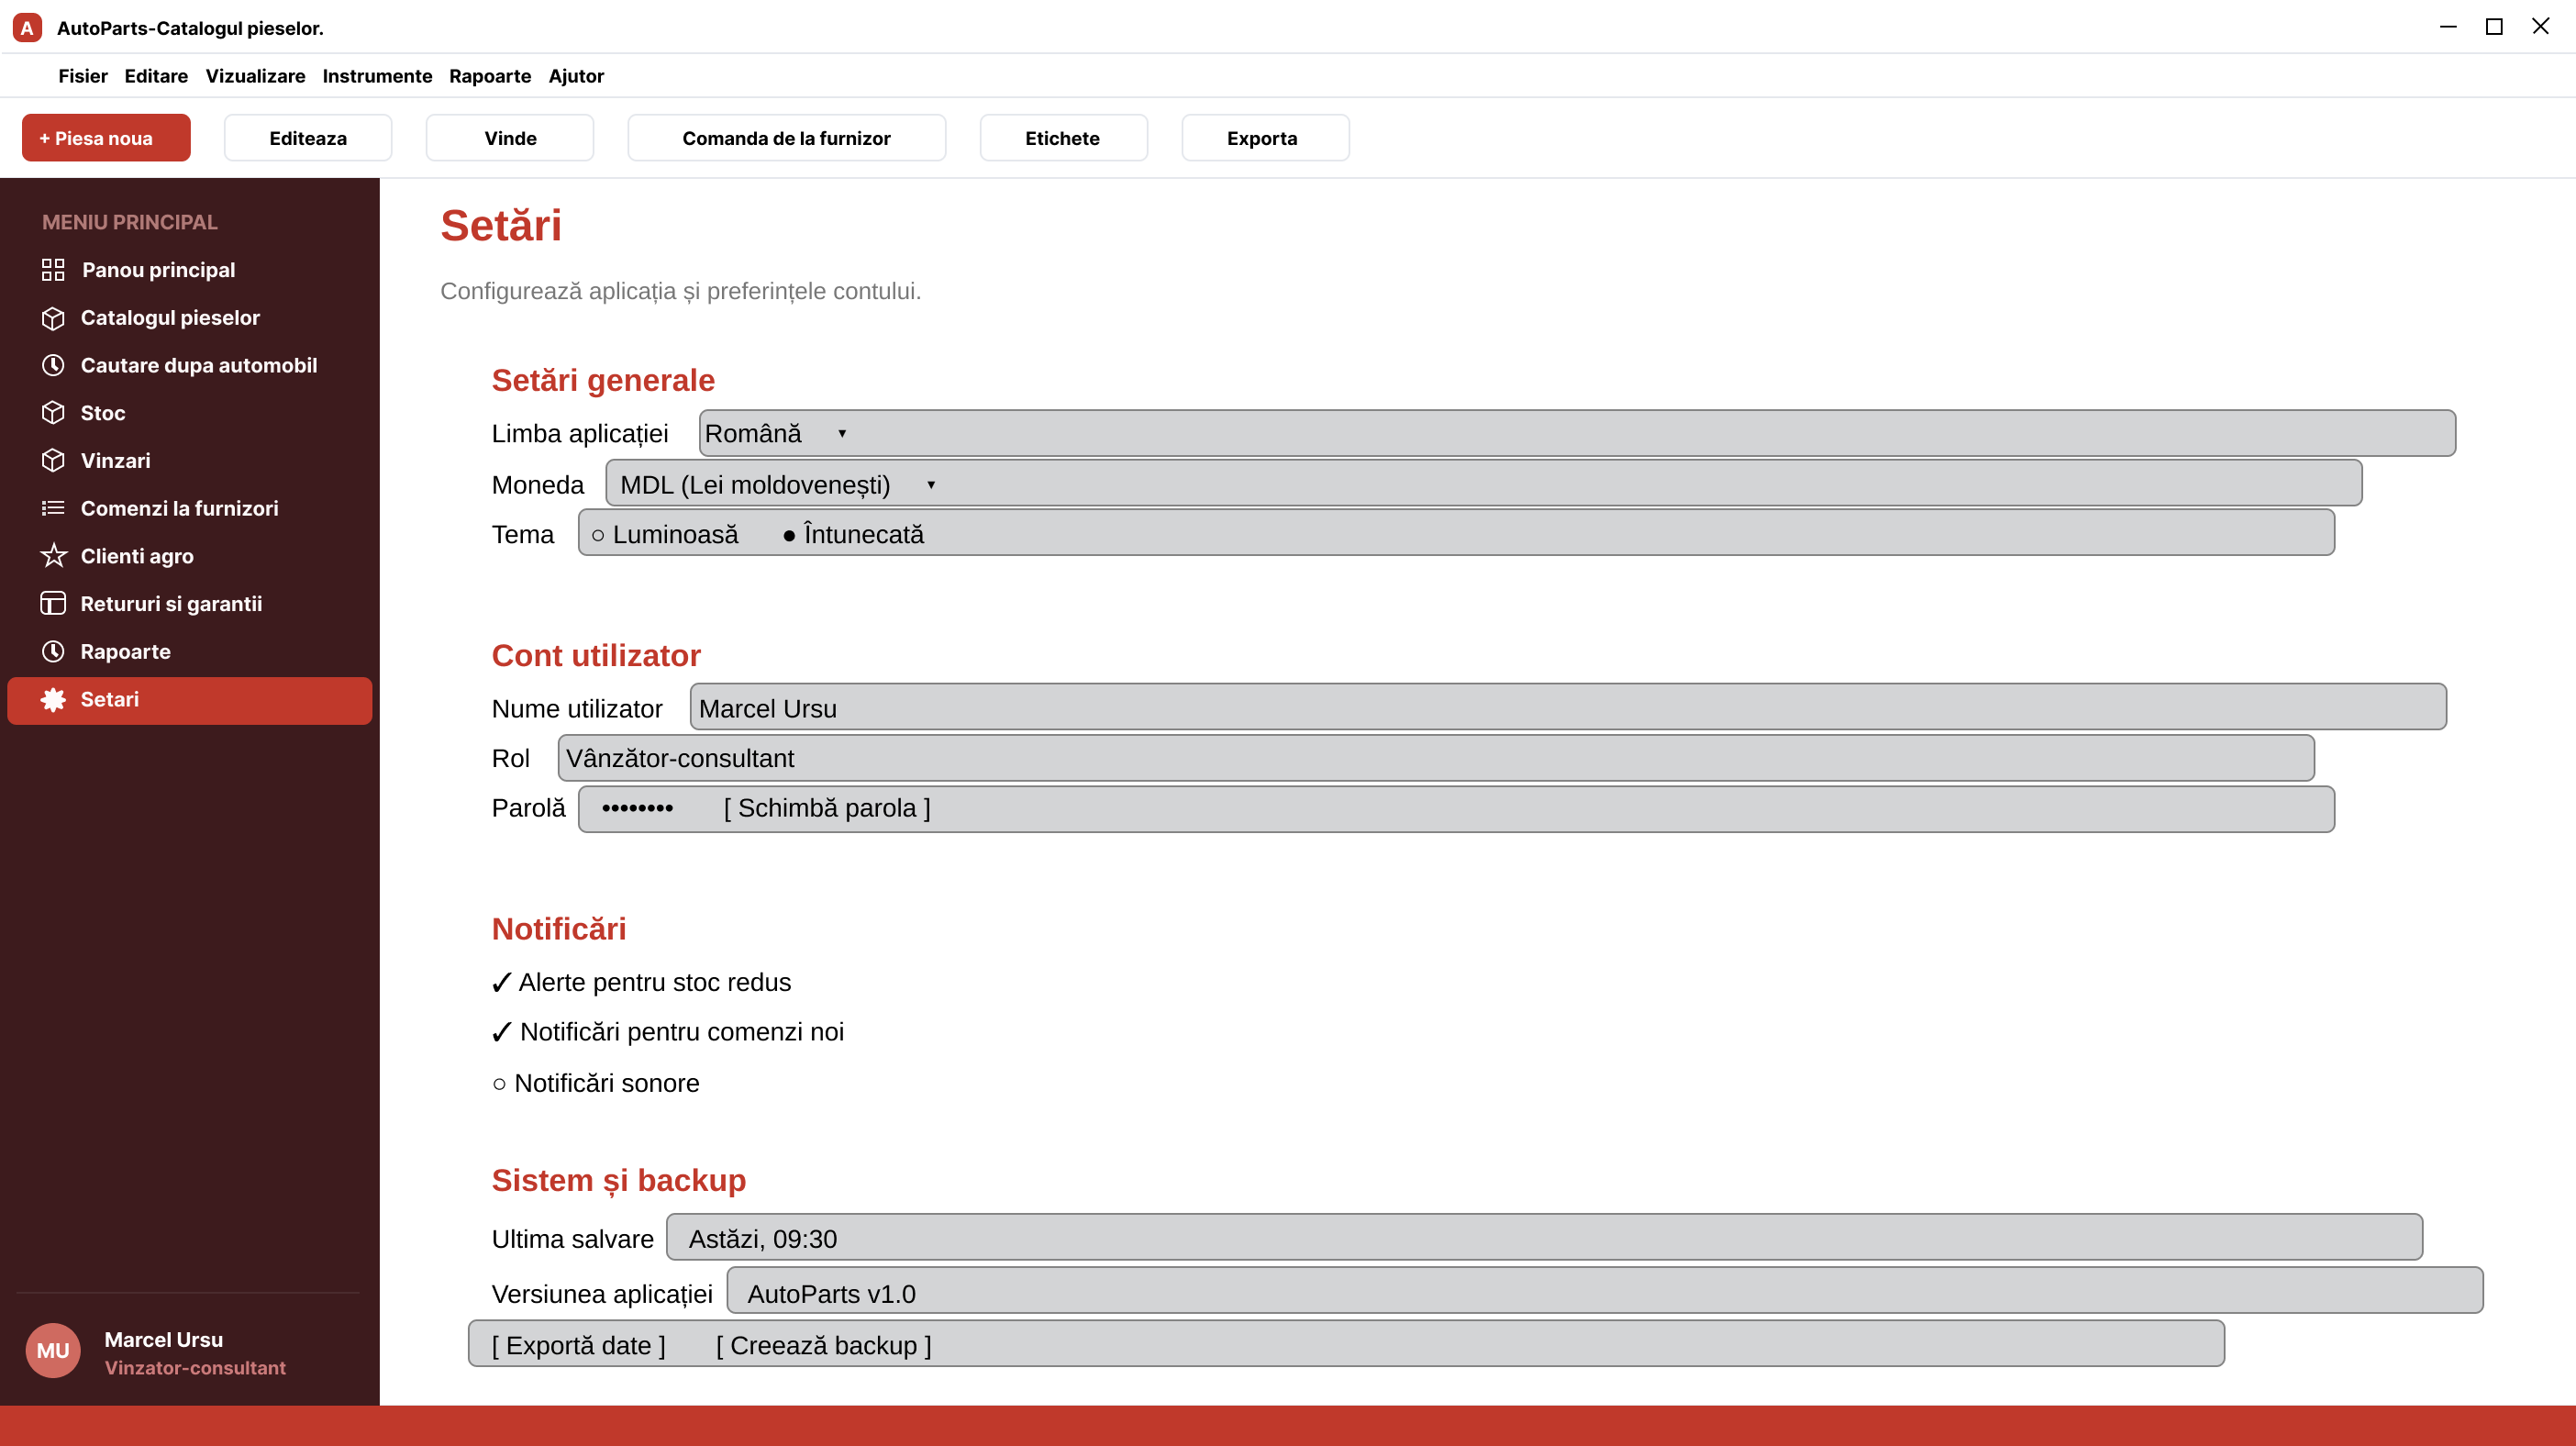 A AutoParts-Catalogul pieselor.
Fisier Editare Vizualizare Instrumente Rapoarte Ajutor
+ Piesa noua Editeaza Vinde Comanda de la furnizor Etichete Exporta
MENIU PRINCIPAL
Panou principal
Catalogul pieselor
Cautare dupa automobil
Stoc
Vinzari
Comenzi la furnizori
Clienti agro
Retururi si garantii
Rapoarte
Setari
MU Marcel Ursu
Vinzator-consultant
Setări
Configurează aplicația și preferințele contului.
Setări generale
Limba aplicației Română ▾
Moneda MDL (Lei moldovenești) ▾
Tema ○ Luminoasă ● Întunecată
Cont utilizator
Nume utilizator Marcel Ursu
Rol Vânzător-consultant
Parolă •••••••• [ Schimbă parola ]
Notificări
✓ Alerte pentru stoc redus
✓ Notificări pentru comenzi noi
○ Notificări sonore
Sistem și backup
Ultima salvare Astăzi, 09:30
Versiunea aplicației AutoParts v1.0
[ Exportă date ] [ Creează backup ]